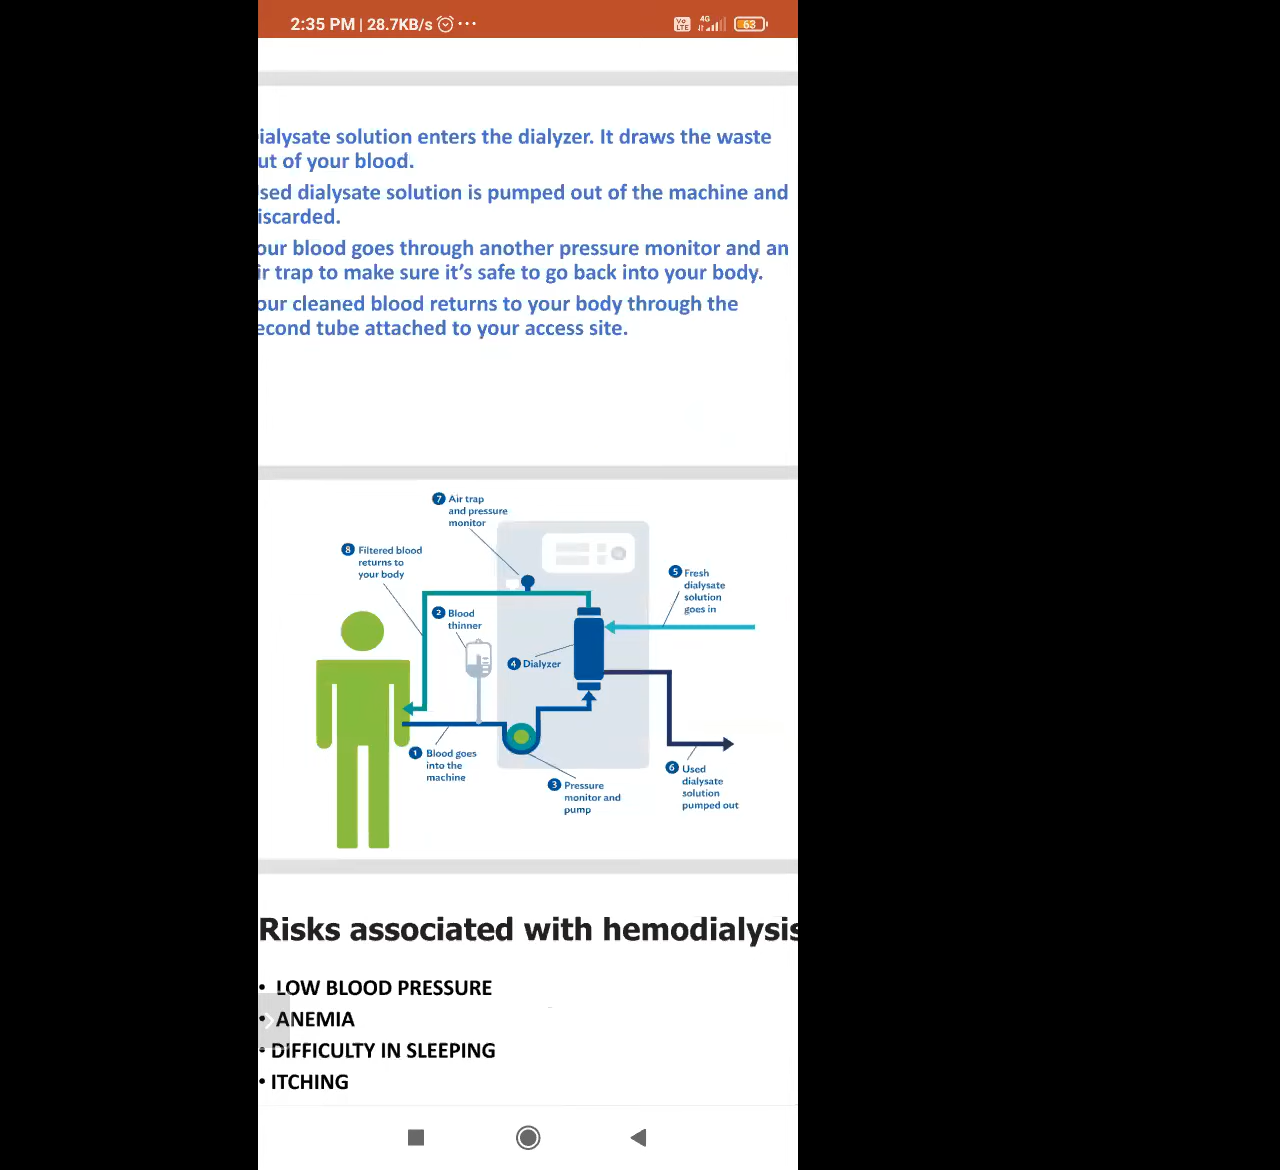 2:35 PM | 28.7KB/s
Vo LTE 4G 63
ialysate solution enters the dialyzer. It draws the waste
ut of your blood.
sed dialysate solution is pumped out of the machine and
iscarded.
our blood goes through another pressure monitor and an
ir trap to make sure it's safe to go back into your body.
our cleaned blood returns to your body through the
econd tube attached to your access site.
7 Air trap
and pressure
monitor
8 Filtered blood
returns to
your body
5 Fresh
dialysate
solution
goes in
2 Blood
thinner
4 Dialyzer
1 Blood goes
into the
machine
3 Pressure
monitor and
pump
6 Used
dialysate
solution
pumped out
Risks associated with hemodialysis
• LOW BLOOD PRESSURE
• ANEMIA
• DIFFICULTY IN SLEEPING
• ITCHING